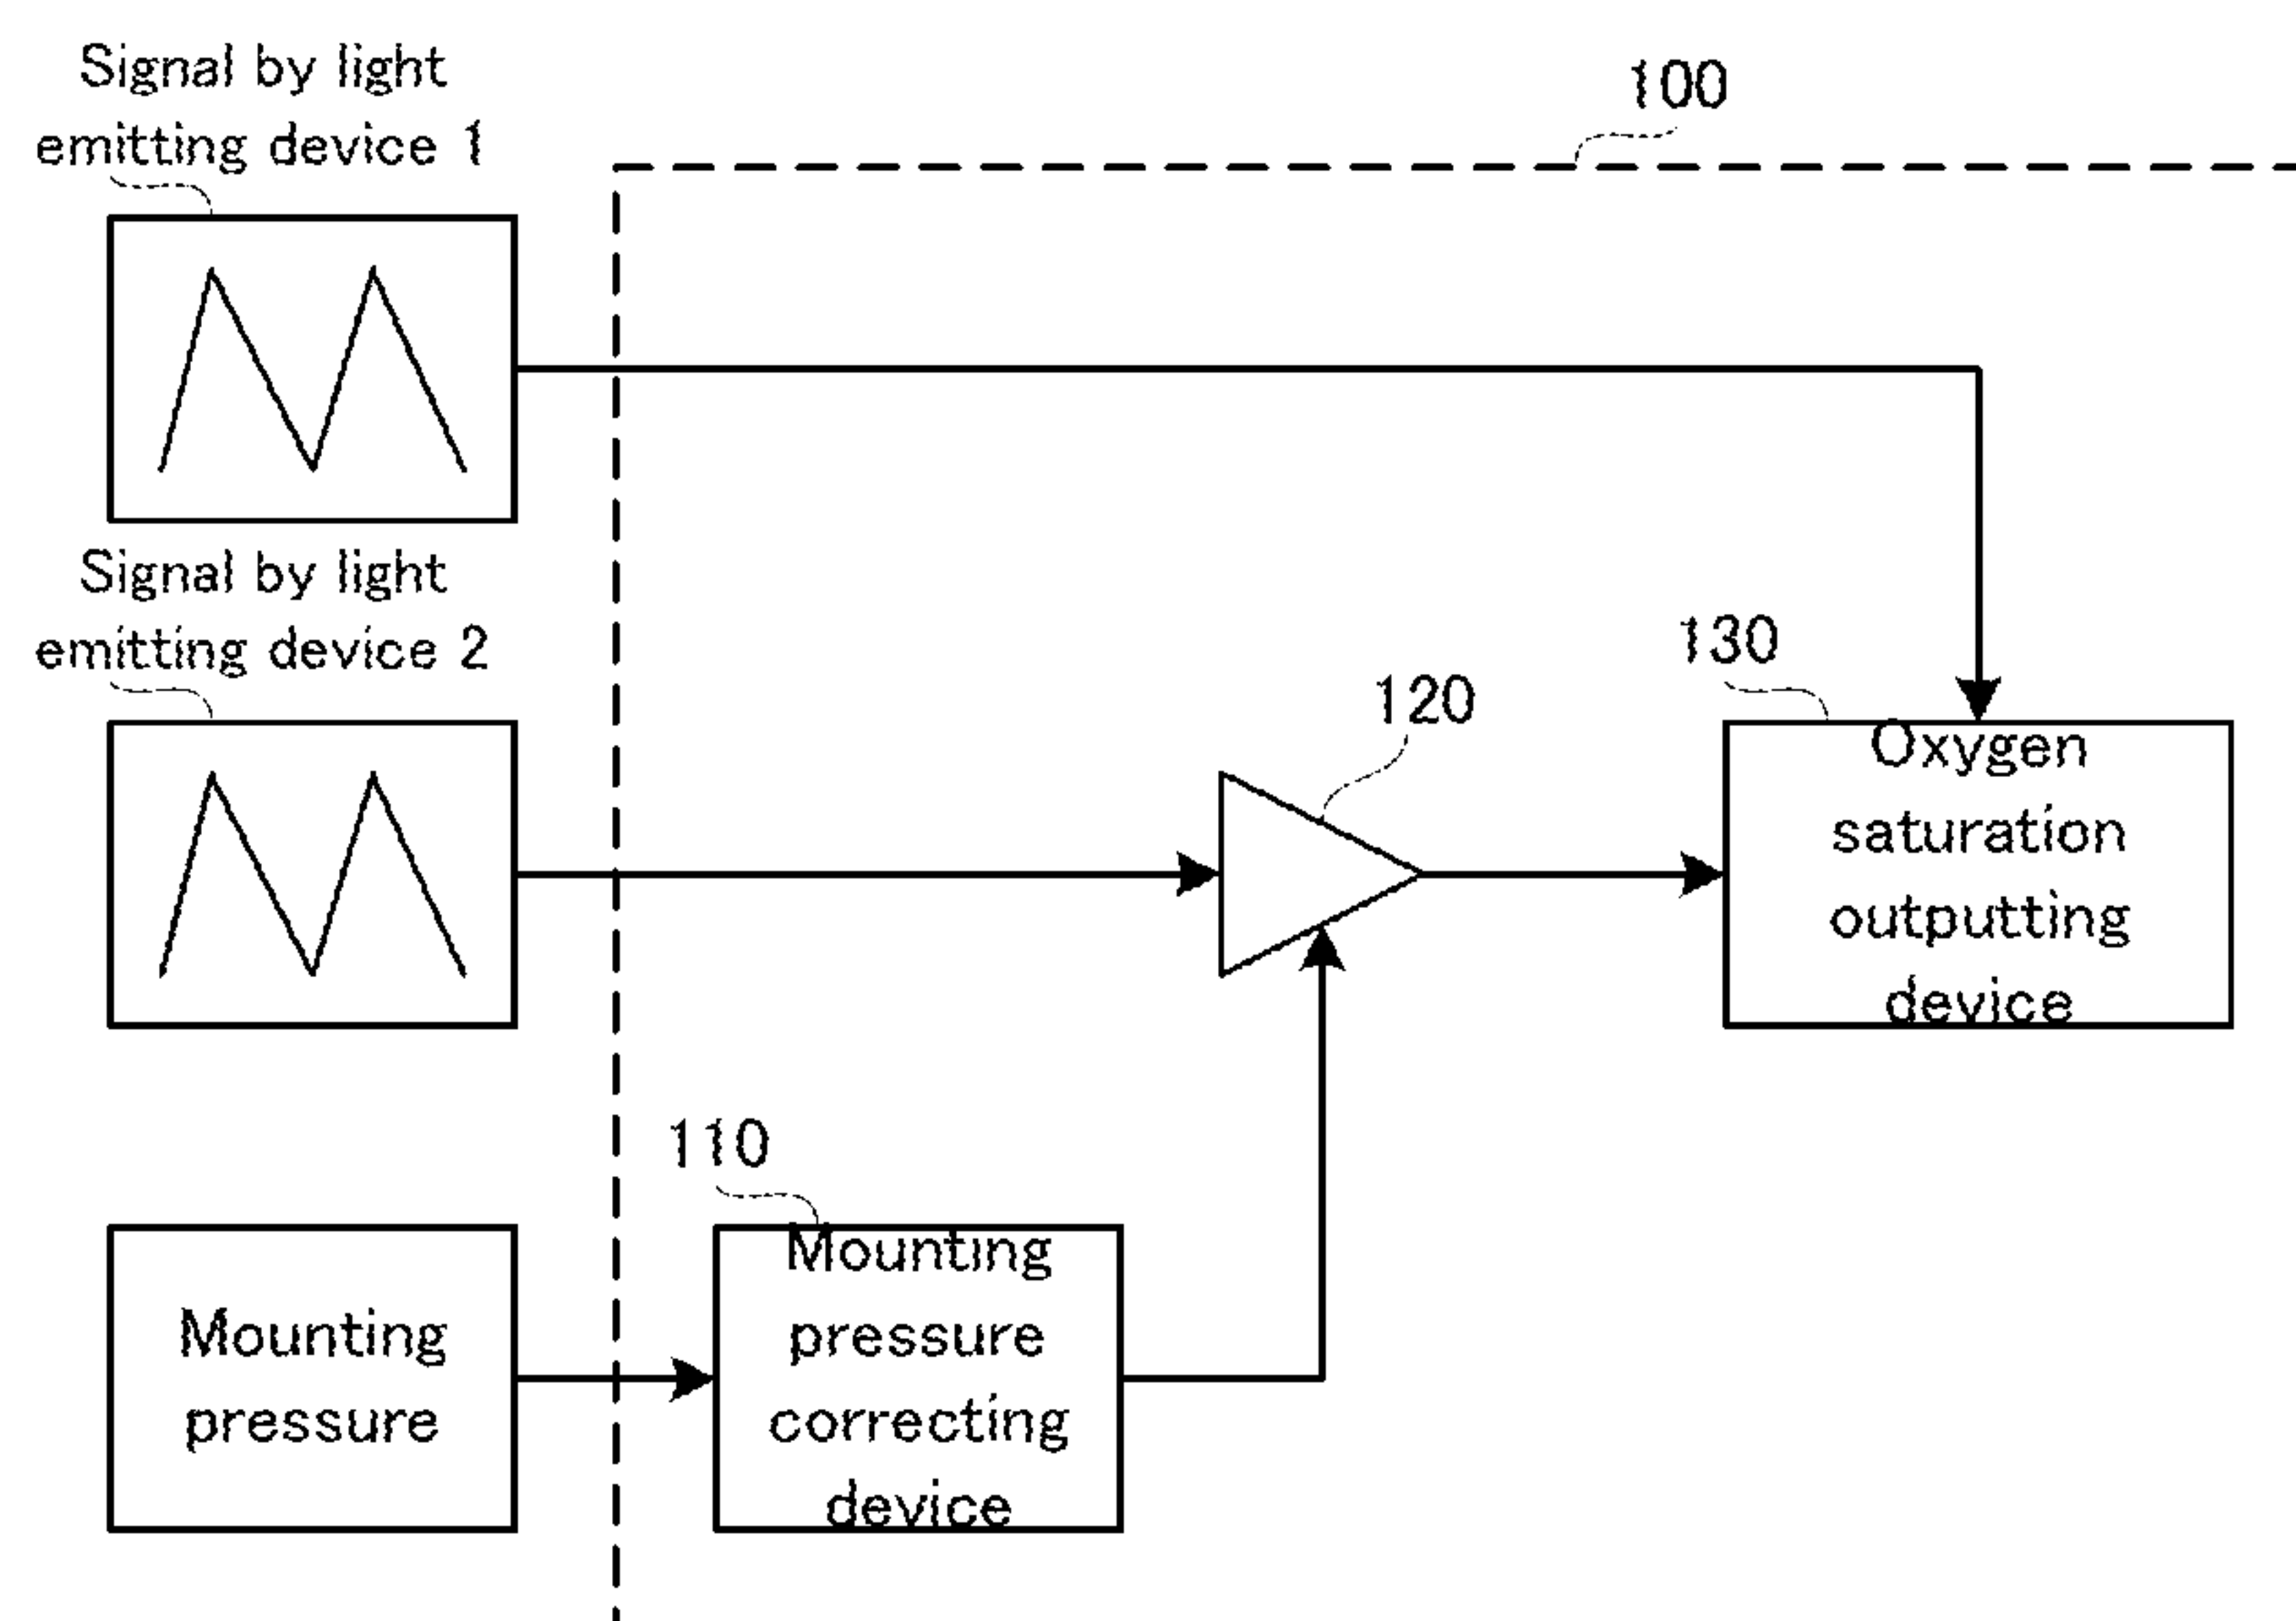 Signal by light
emitting device 1
100
Signal by light
emitting device 2
120
130
Oxygen
saturation
outputting
device
110
Mounting
pressure
Mounting
pressure
correcting
device